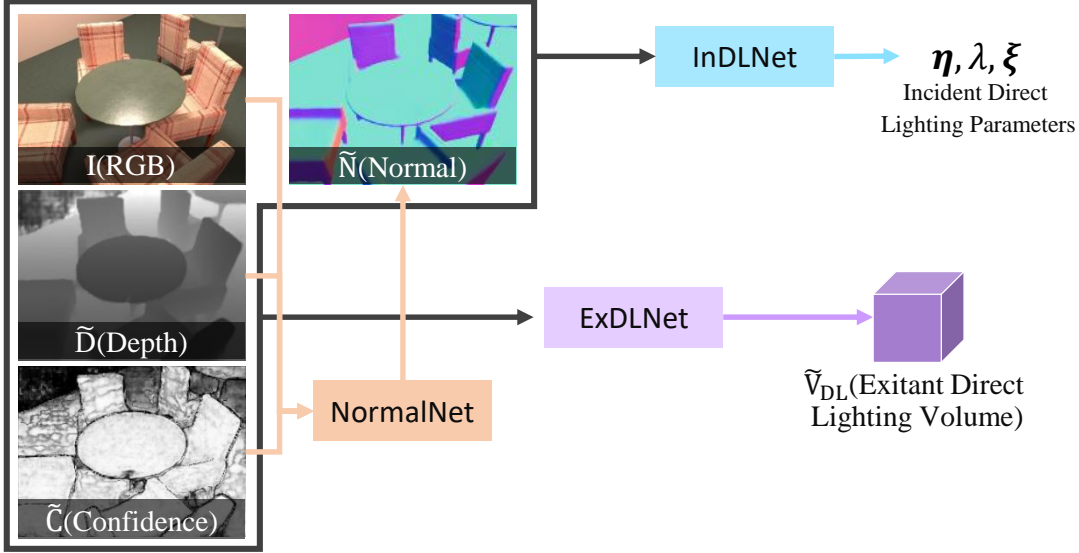 I(RGB)
Ñ(Normal)
InDLNet
𝜼, λ, 𝝃
Incident Direct
Lighting Parameters
D̃(Depth)
ExDLNet
Ṽ_DL(Exitant Direct
Lighting Volume)
NormalNet
C̃(Confidence)